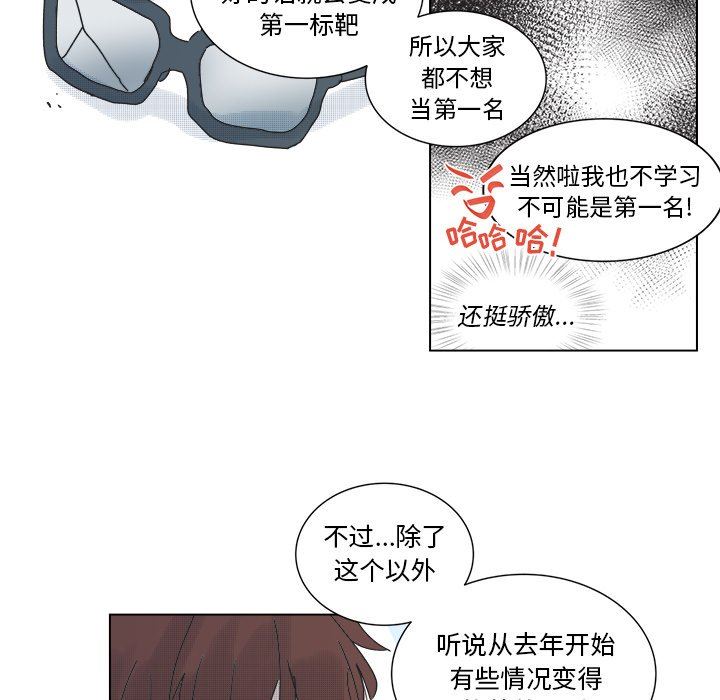 第一标靶
所以大家
都不想
当第一名
当然啦我也不学习
不可能是第一名!
哈哈哈!
还挺骄傲...
不过...除了
这个以外
听说从去年开始
有些情况变得